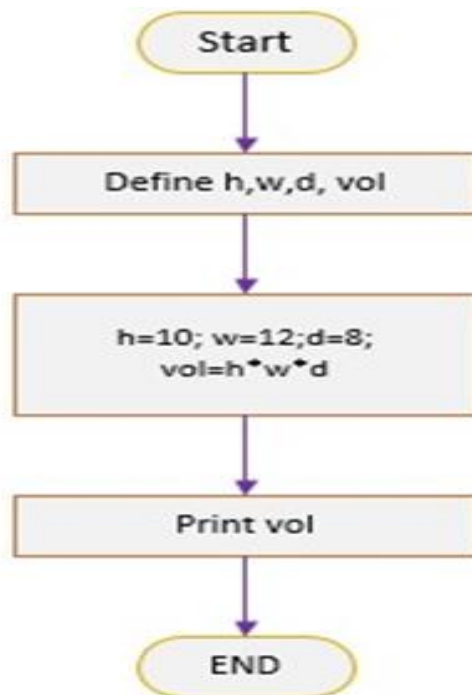 Start
Define h,w,d, vol
h=10; w=12;d=8;
vol=h*w*d
Print vol
END